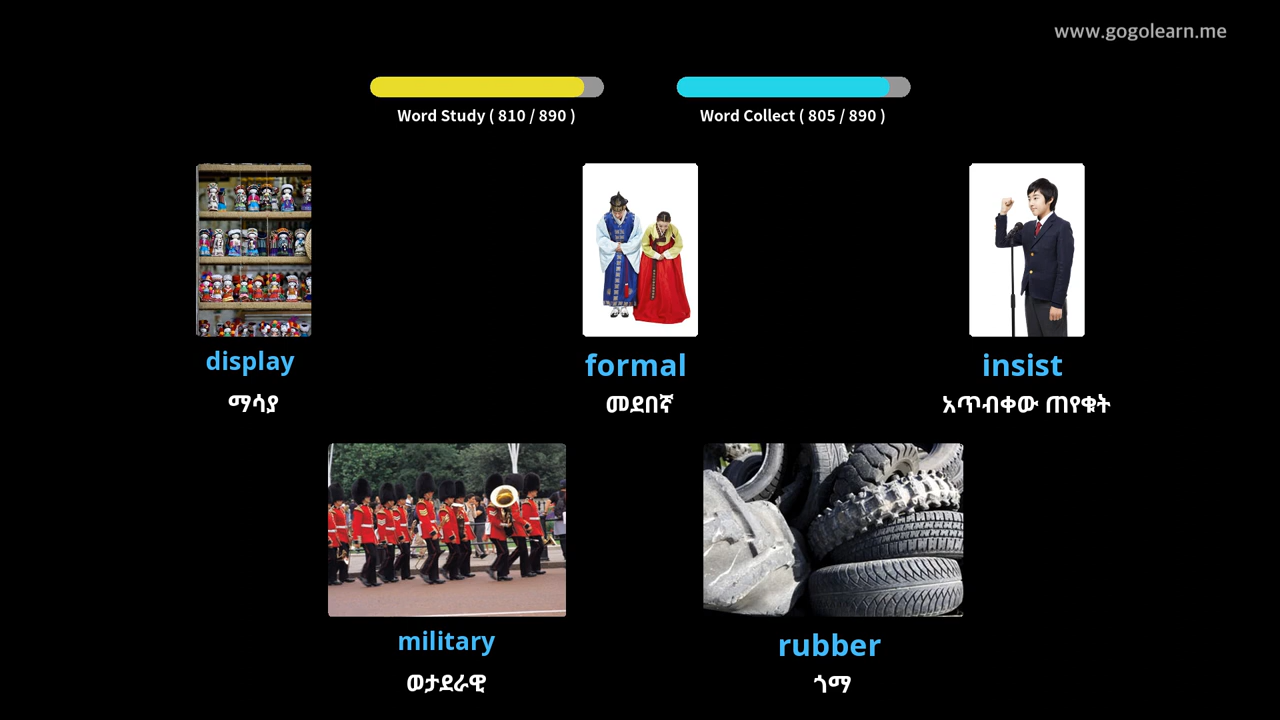 www.gogolearn.me
Word Study ( 810 / 890 )
Word Collect ( 805 / 890 )
display
ማሳያ
formal
መደበኛ
insist
አጥብቀው ጠየቁት
military
ወታደራዊ
rubber
ጎማ